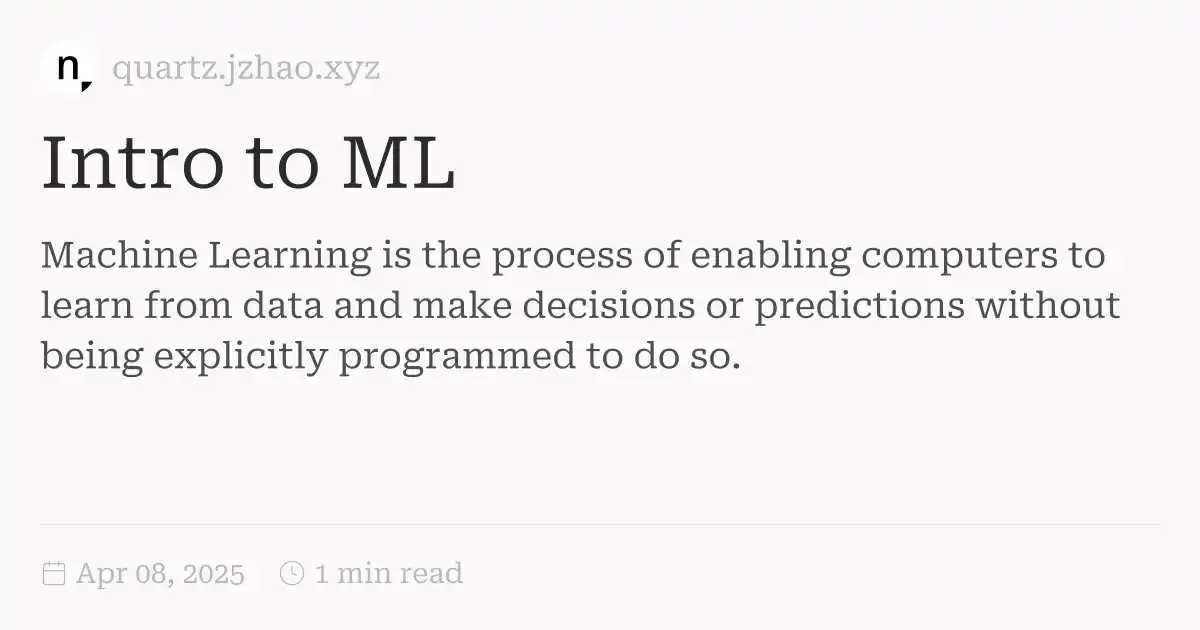 n
quartz.jzhao.xyz
Intro to ML
Machine Learning is the process of enabling computers to
learn from data and make decisions or predictions without
being explicitly programmed to do so.
Apr 08, 2025 1 min read